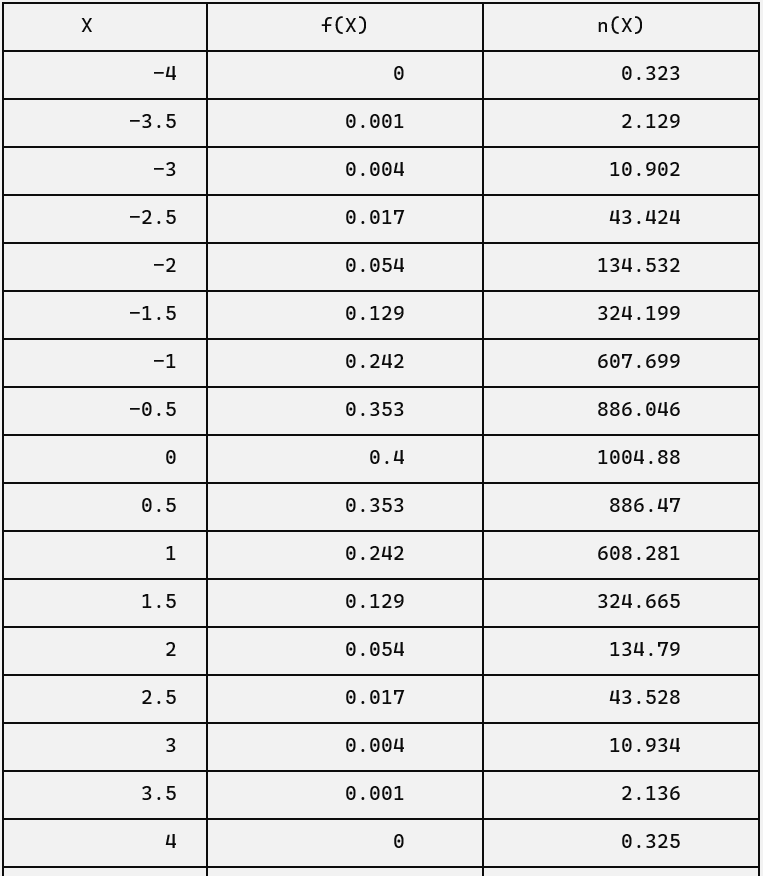 X f(X) n(X)
−4 0 0.323
−3.5 0.001 2.129
−3 0.004 10.902
−2.5 0.017 43.424
−2 0.054 134.532
−1.5 0.129 324.199
−1 0.242 607.699
−0.5 0.353 886.046
0 0.4 1004.88
0.5 0.353 886.47
1 0.242 608.281
1.5 0.129 324.665
2 0.054 134.79
2.5 0.017 43.528
3 0.004 10.934
3.5 0.001 2.136
4 0 0.325